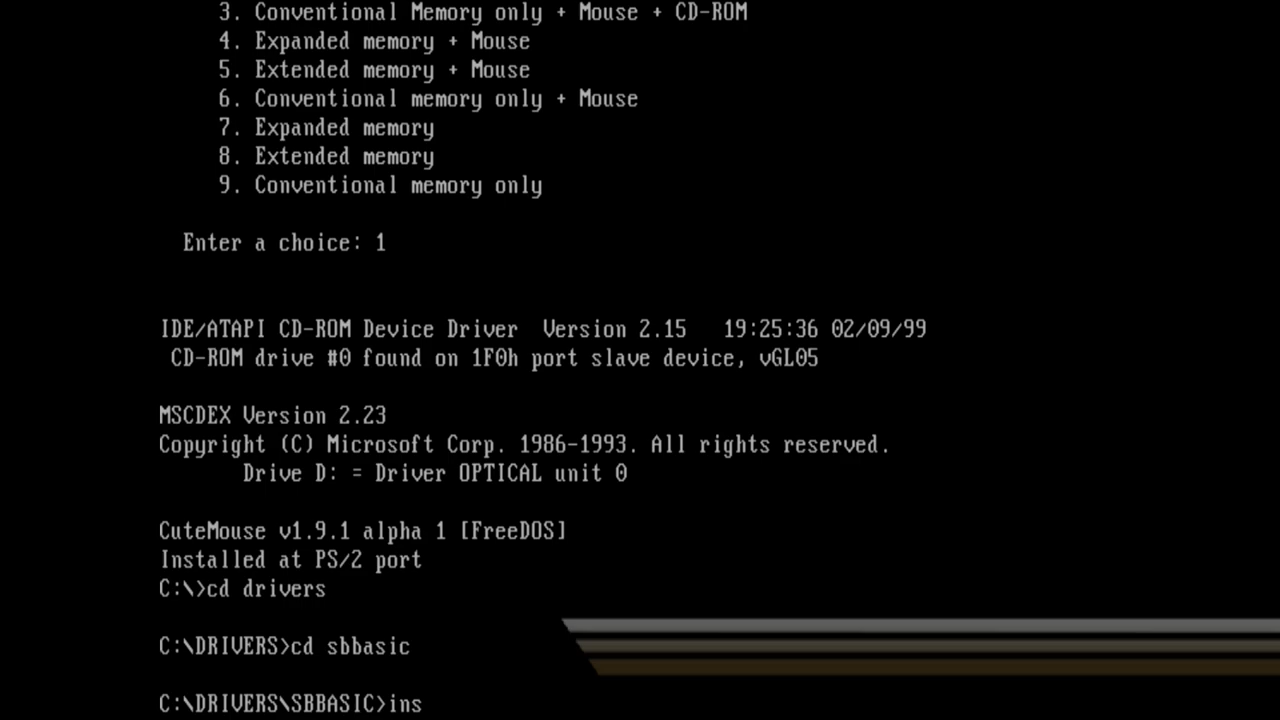 3. Conventional Memory only + Mouse + CD-ROM
4. Expanded memory + Mouse
5. Extended memory + Mouse
6. Conventional memory only + Mouse
7. Expanded memory
8. Extended memory
9. Conventional memory only
Enter a choice: 1
IDE/ATAPI CD-ROM Device Driver Version 2.15 19:25:36 02/09/99
CD-ROM drive #0 found on 1F0h port slave device, vGL05
MSCDEX Version 2.23
Copyright (C) Microsoft Corp. 1986-1993. All rights reserved.
Drive D: = Driver OPTICAL unit 0
CuteMouse v1.9.1 alpha 1 [FreeDOS]
Installed at PS/2 port
C:\>cd drivers
C:\DRIVERS>cd sbbasic
C:\DRIVERS\SBBASIC>ins